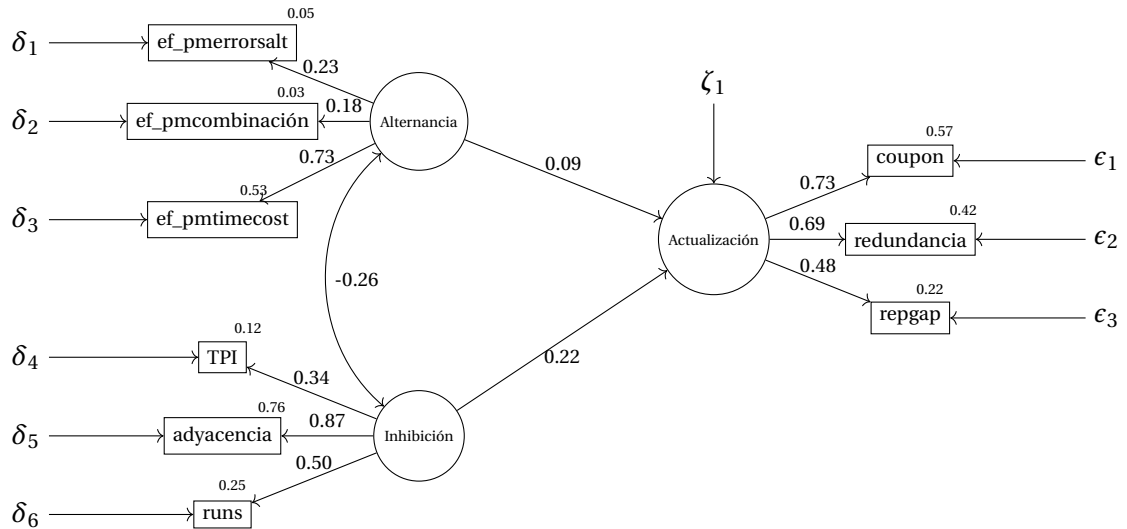 0.05
δ1
ef_pmerrorsalt
0.23
0.03
δ2
ef_pmcombinación
0.18
Alternancia
0.73
0.53
δ3
ef_pmtimecost
-0.26
0.12
δ4
TPI
0.34
0.76
δ5
adyacencia
0.87
Inhibición
0.50
0.25
δ6
runs
0.09
0.22
ζ1
Actualización
0.57
0.73
coupon
ϵ1
0.42
0.69
redundancia
ϵ2
0.48
0.22
repgap
ϵ3